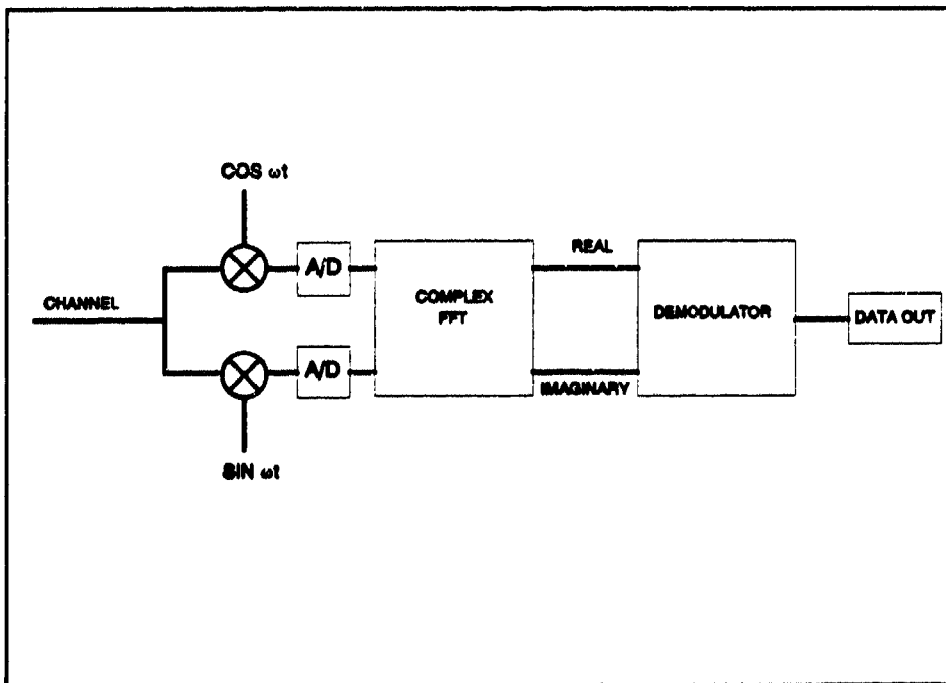 COS ωt
A/D
REAL
CHANNEL
COMPLEX
FFT
DEMODULATOR
DATA OUT
A/D
IMAGINARY
SIN ωt